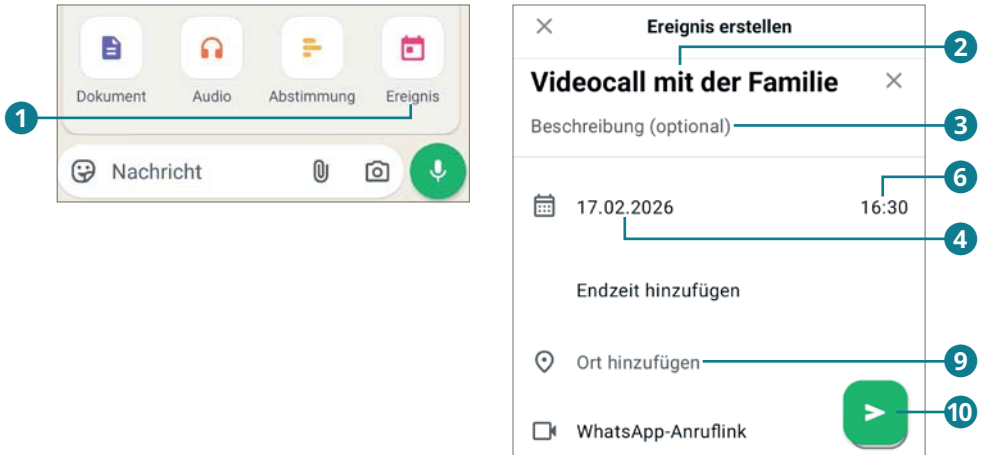 Dokument Audio Abstimmung Ereignis
1
Nachricht
Ereignis erstellen
2
Videocall mit der Familie
Beschreibung (optional)
3
6
17.02.2026 16:30
4
Endzeit hinzufügen
Ort hinzufügen
9
10
WhatsApp-Anruflink